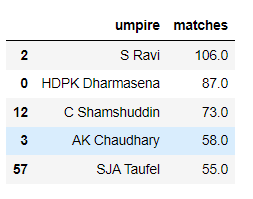 umpire matches
2 S Ravi 106.0
0 HDPK Dharmasena 87.0
12 C Shamshuddin 73.0
3 AK Chaudhary 58.0
57 SJA Taufel 55.0